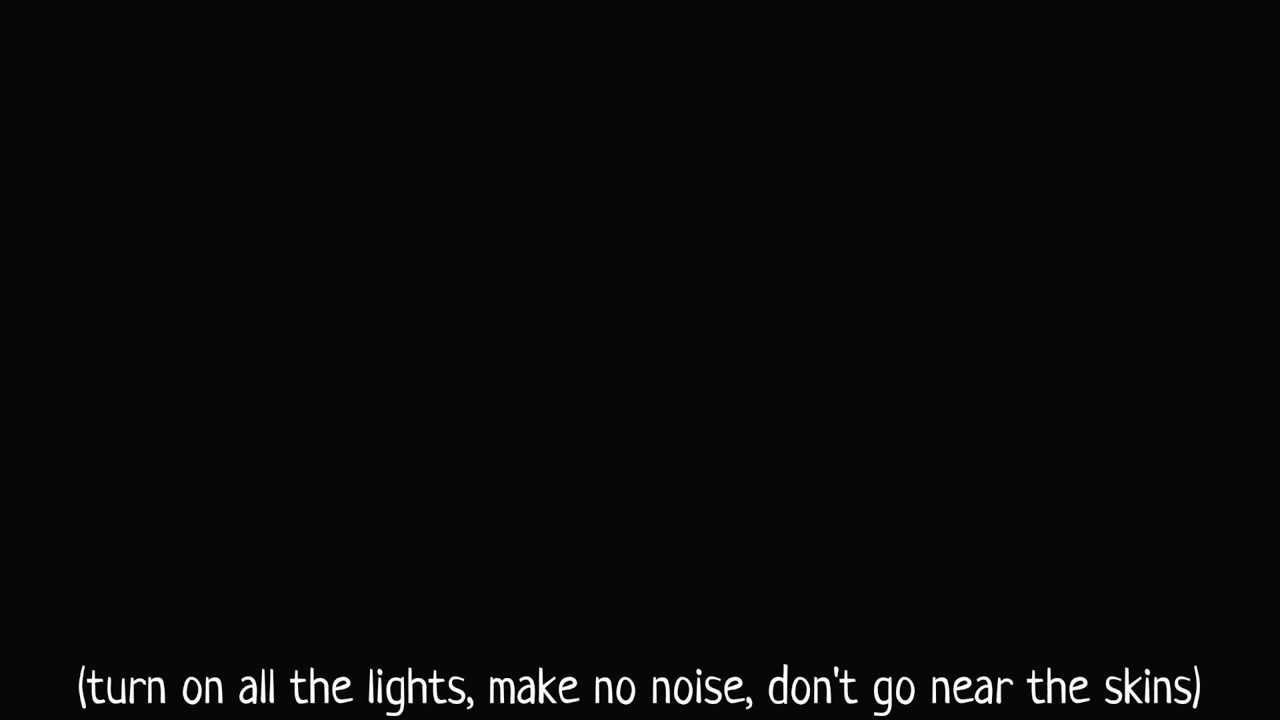 (turn on all the lights, make no noise, don't go near the skins)